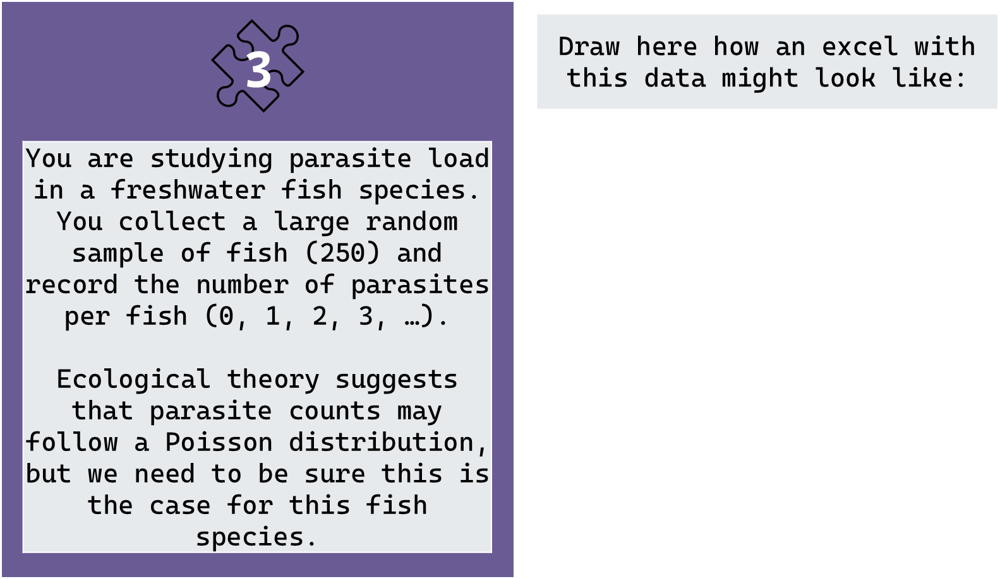 3
You are studying parasite load
in a freshwater fish species.
You collect a large random
sample of fish (250) and
record the number of parasites
per fish (0, 1, 2, 3, …).
Ecological theory suggests
that parasite counts may
follow a Poisson distribution,
but we need to be sure this is
the case for this fish
species.
Draw here how an excel with
this data might look like: